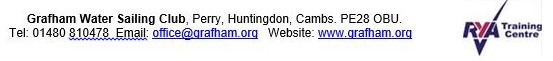 Grafham Water Sailing Club, Perry, Huntingdon, Cambs. PE28 OBU.
Tel: 01480 810478 Email: office@grafham.org Website: www.grafham.org
RYA Training
Centre